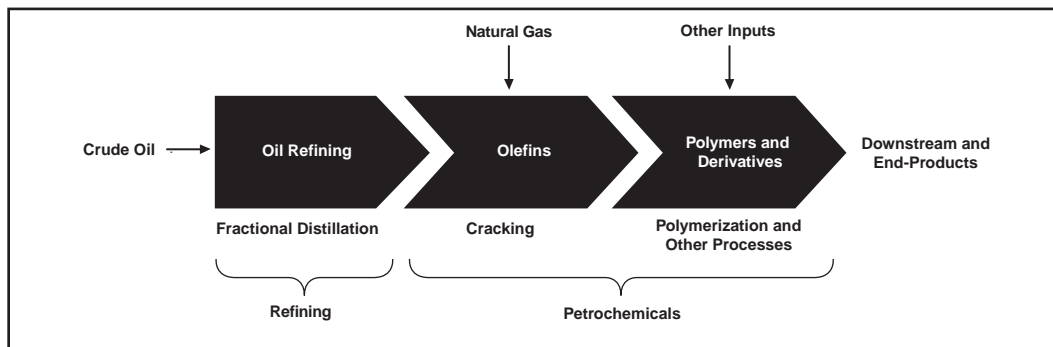 Natural Gas
Other Inputs
Crude Oil
Oil Refining
Olefins
Polymers and
Derivatives
Downstream and
End-Products
Fractional Distillation
Cracking
Polymerization and
Other Processes
Refining
Petrochemicals